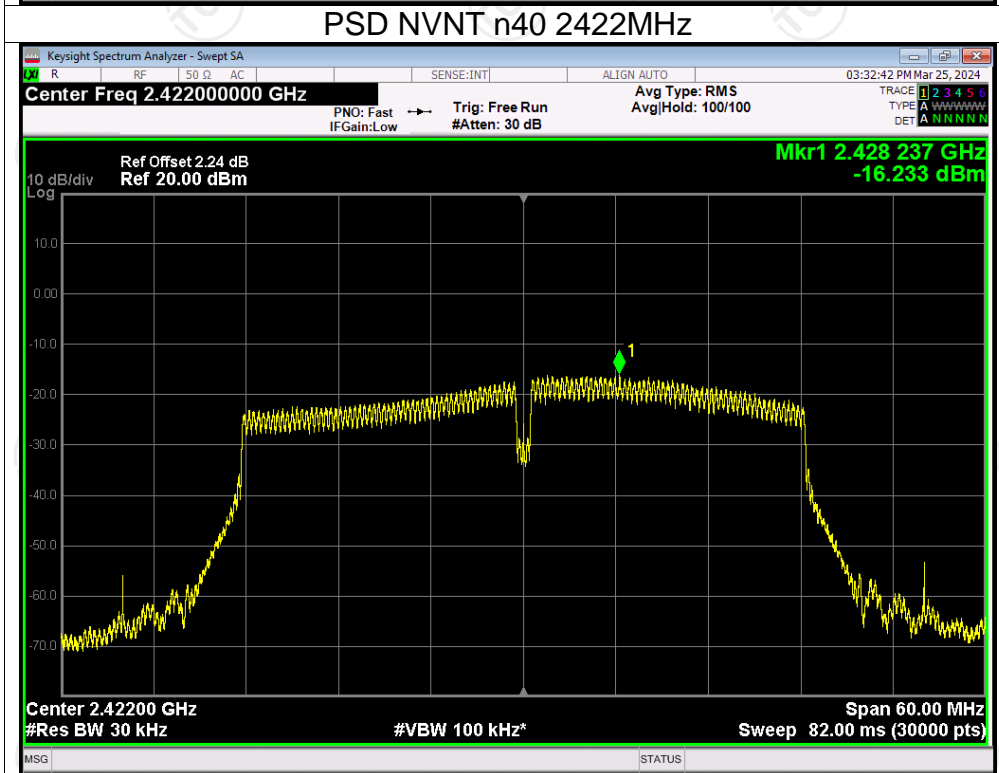 PSD NVNT n40 2422MHz
Keysight Spectrum Analyzer - Swept SA
LXI R RF 50 Ω AC SENSE:INT ALIGN AUTO 03:32:42 PM Mar 25, 2024
Center Freq 2.422000000 GHz Avg Type: RMS TRACE 1 2 3 4 5 6
PNO: Fast Trig: Free Run Avg|Hold: 100/100 TYPE A WWWWW
IFGain:Low #Atten: 30 dB DET A N N N N N
Mkr1 2.428 237 GHz
Ref Offset 2.24 dB
10 dB/div Ref 20.00 dBm -16.233 dBm
Log
10.0
0.00
-10.0
1
-20.0
-30.0
-40.0
-50.0
-60.0
-70.0
Center 2.42200 GHz Span 60.00 MHz
#Res BW 30 kHz #VBW 100 kHz* Sweep 82.00 ms (30000 pts)
MSG STATUS